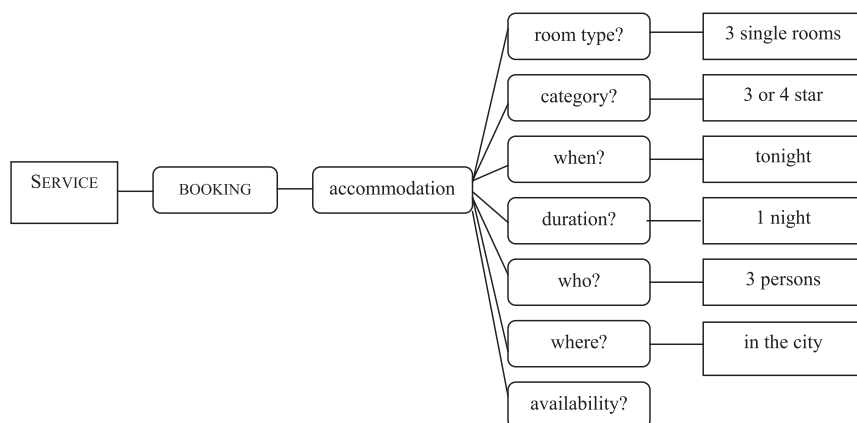 room type?
3 single rooms
category?
3 or 4 star
when?
tonight
SERVICE
BOOKING
accommodation
duration?
1 night
who?
3 persons
where?
in the city
availability?